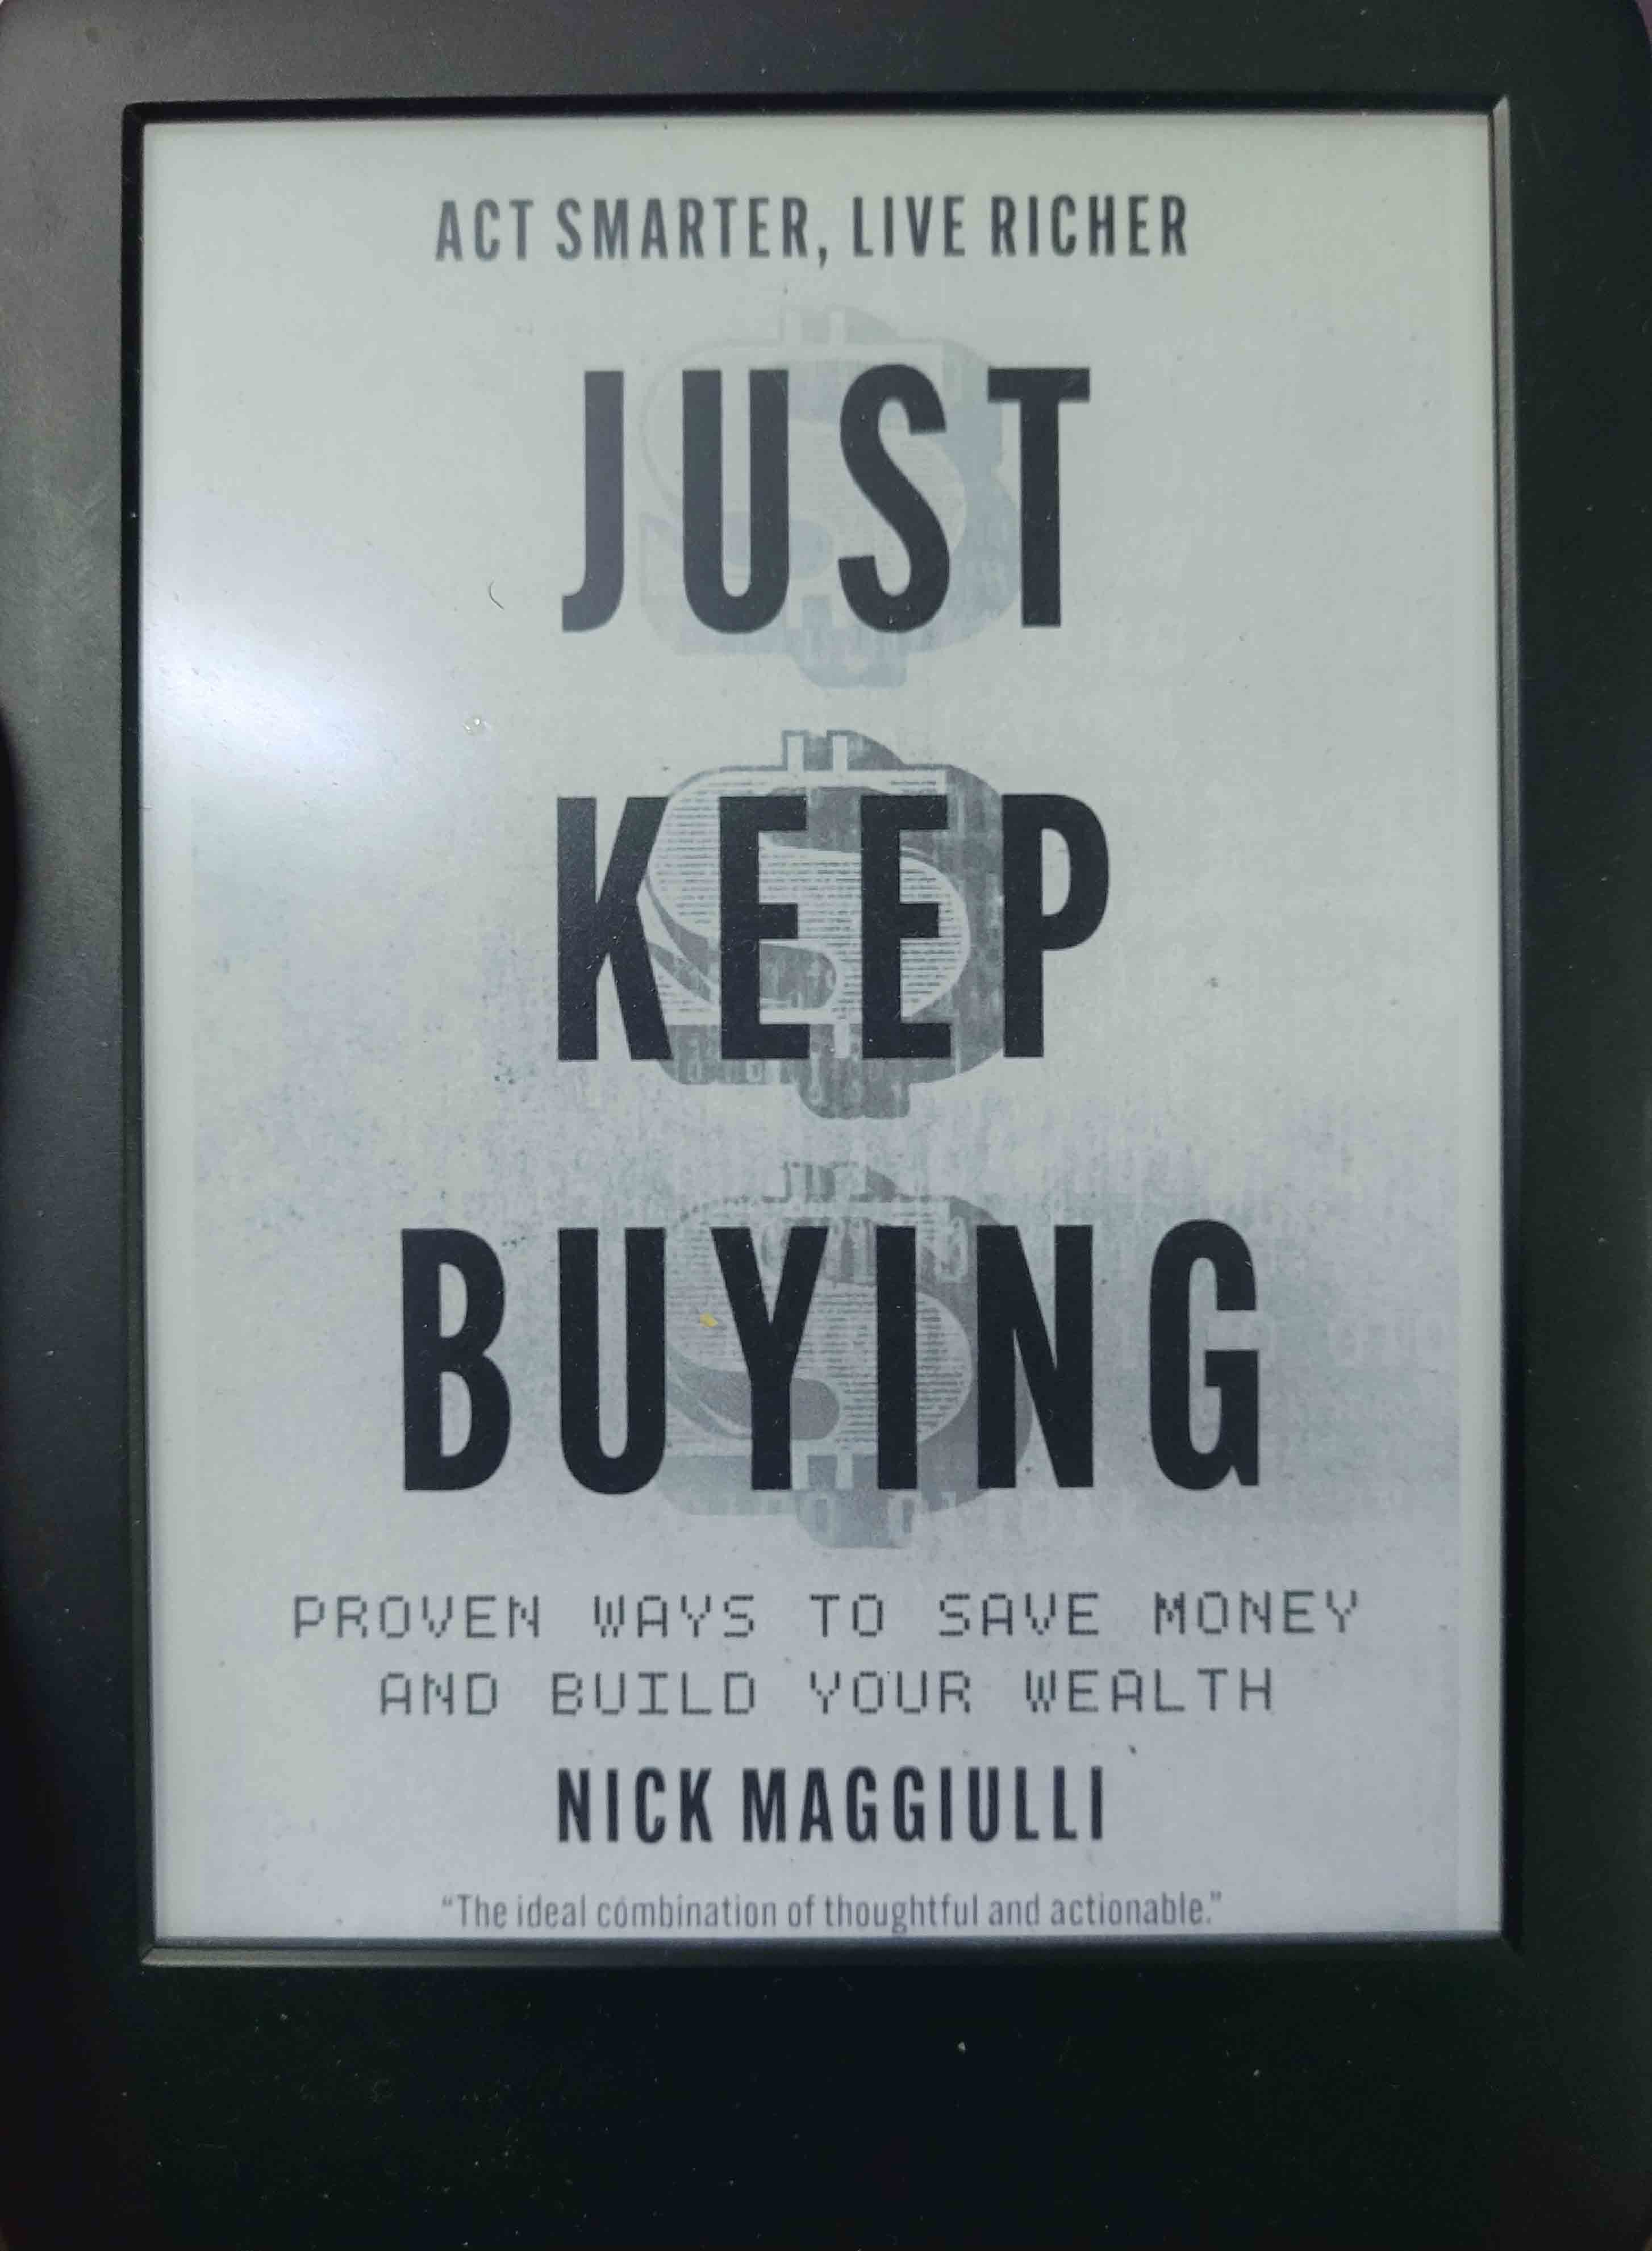 ACT SMARTER, LIVE RICHER
JUST
KEEP
BUYING
PROVEN WAYS TO SAVE MONEY
AND BUILD YOUR WEALTH
NICK MAGGIULLI
“The ideal combination of thoughtful and actionable.”